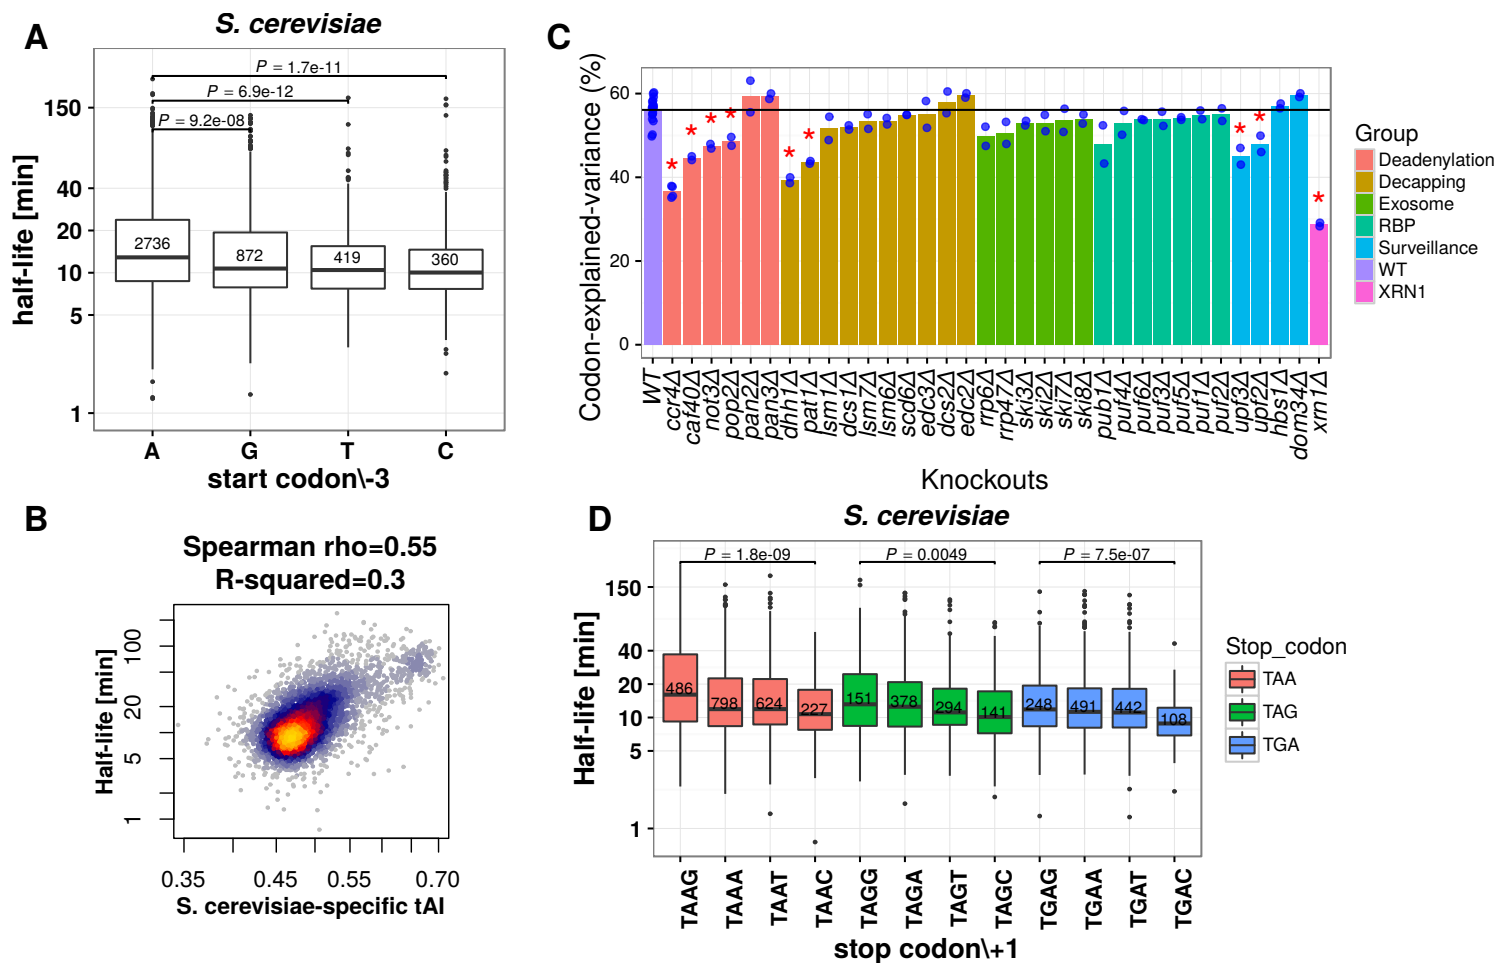 A
S. cerevisiae
P = 1.7e-11
P = 6.9e-12
P = 9.2e-08
150
40
20
10
5
1
half-life [min]
2736
872
419
360
A G T C
start codon\-3
B
Spearman rho=0.55
R-squared=0.3
100
20
5
1
Half-life [min]
0.35 0.45 0.55 0.70
S. cerevisiae-specific tAI
C
Codon-explained-variance (%)
60
40
20
0
* * * * * * * * *
WT
ccr4Δ
caf40Δ
not3Δ
pop2Δ
pan2Δ
pan3Δ
dhh1Δ
pat1Δ
lsm1Δ
dcs1Δ
lsm7Δ
lsm6Δ
scd6Δ
edc3Δ
dcs2Δ
edc2Δ
rrp6Δ
rrp47Δ
ski3Δ
ski2Δ
ski7Δ
ski8Δ
pub1Δ
puf4Δ
puf6Δ
puf3Δ
puf5Δ
puf1Δ
puf2Δ
upf3Δ
upf2Δ
hbs1Δ
dom34Δ
xrn1Δ
Knockouts
Group
Deadenylation
Decapping
Exosome
RBP
Surveillance
WT
XRN1
D
S. cerevisiae
P = 1.8e-09
P = 0.0049
P = 7.5e-07
150
40
20
10
5
1
Half-life [min]
486
798
624
227
151
378
294
141
248
491
442
108
TAAG
TAAA
TAAT
TAAC
TAGG
TAGA
TAGT
TAGC
TGAG
TGAA
TGAT
TGAC
stop codon\+1
Stop_codon
TAA
TAG
TGA